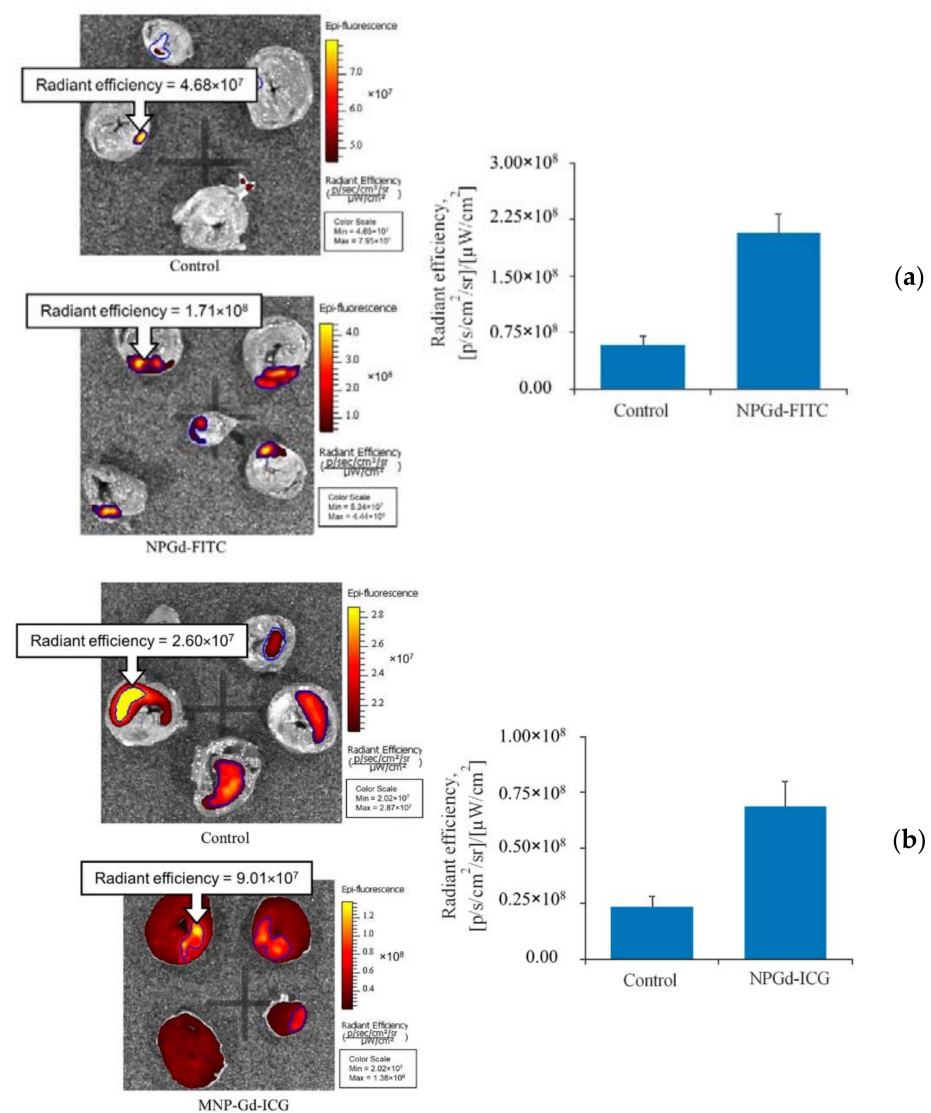 Epi-fluorescence
Radiant efficiency = 4.68×10⁷
7.0
×10⁷
6.0
5.0
Radiant Efficiency
(p/sec/cm²/sr / µW/cm²)
Color Scale
Min = 4.65×10⁷
Max = 7.95×10⁷
Control
3.00×10⁸
2.25×10⁸
1.50×10⁸
0.75×10⁸
0.00
Radiant efficiency,
[p/s/cm²/sr]/[µW/cm²]
Control
NPGd-FITC
(a)
Epi-fluorescence
Radiant efficiency = 1.71×10⁸
4.0
3.0
×10⁸
2.0
1.0
Radiant Efficiency
(p/sec/cm²/sr / µW/cm²)
Color Scale
Min = 5.34×10⁷
Max = 4.44×10⁸
NPGd-FITC
Epi-fluorescence
2.8
Radiant efficiency = 2.60×10⁷
2.6
×10⁷
2.4
2.2
Radiant Efficiency
(p/sec/cm²/sr / µW/cm²)
Color Scale
Min = 2.02×10⁷
Max = 2.87×10⁷
Control
1.00×10⁸
0.75×10⁸
0.50×10⁸
0.25×10⁸
0.00
Radiant efficiency,
[p/s/cm²/sr]/[µW/cm²]
Control
NPGd-ICG
(b)
Radiant efficiency = 9.01×10⁷
Epi-fluorescence
1.2
1.0
×10⁸
0.8
0.6
0.4
Radiant Efficiency
(p/sec/cm²/sr / µW/cm²)
Color Scale
Min = 2.02×10⁷
Max = 1.38×10⁸
MNP-Gd-ICG